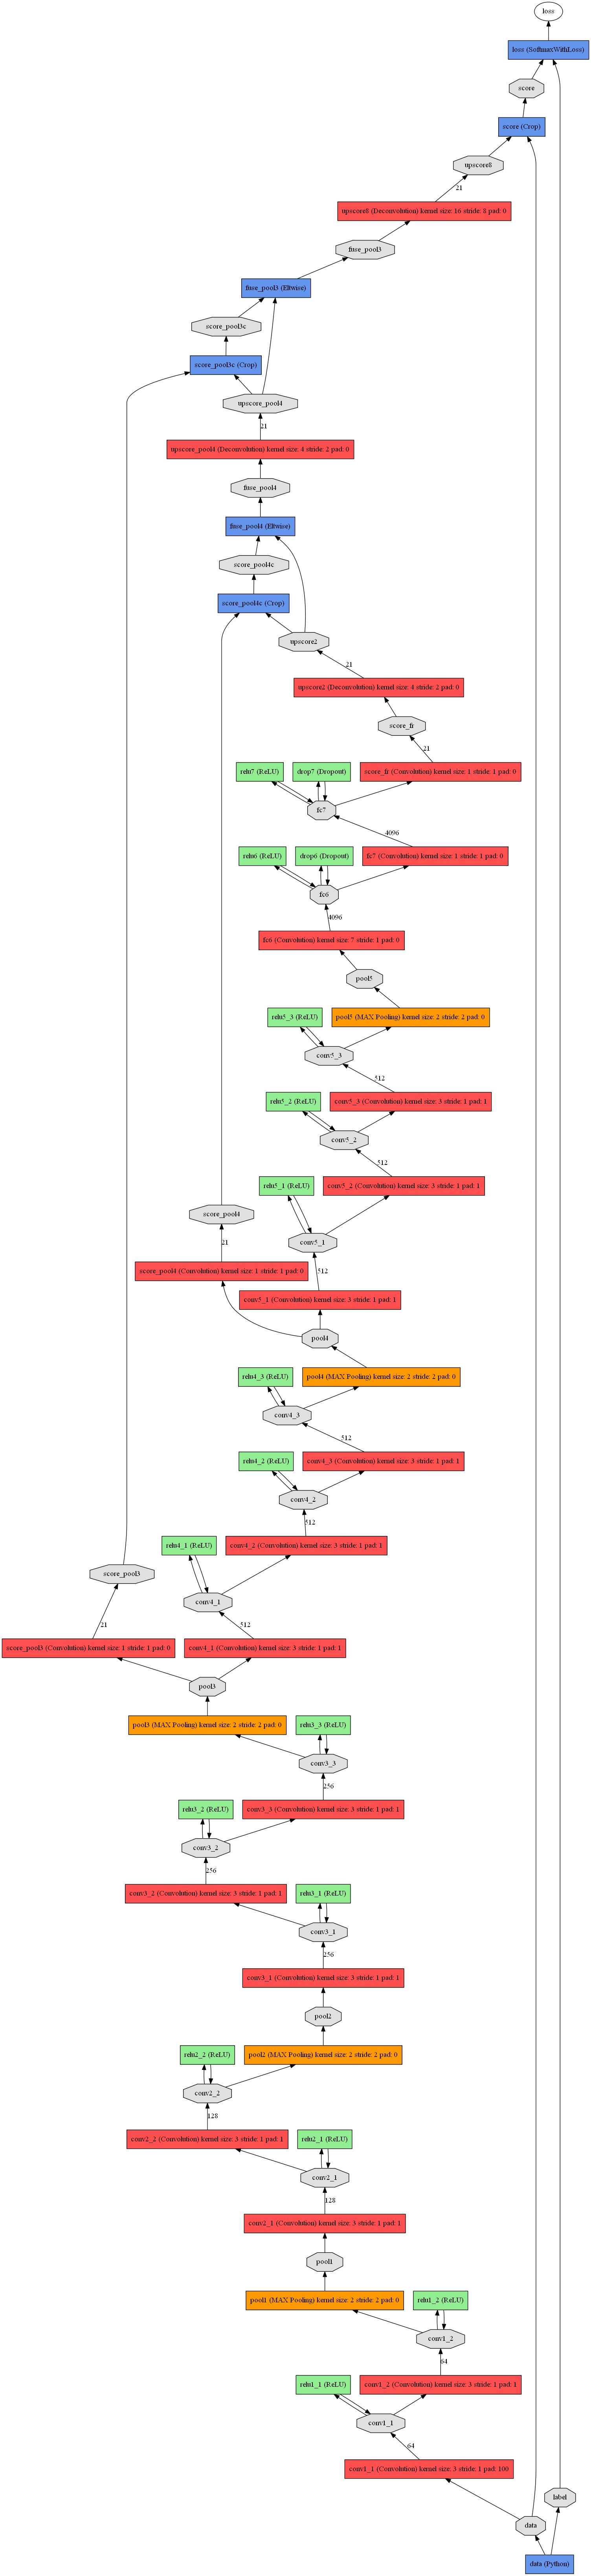 loss
loss (SoftmaxWithLoss)
score
score (Crop)
upscore8
21
upscore8 (Deconvolution) kernel size: 16 stride: 8 pad: 0
fuse_pool3
fuse_pool3 (Eltwise)
score_pool3c
score_pool3c (Crop)
upscore_pool4
21
upscore_pool4 (Deconvolution) kernel size: 4 stride: 2 pad: 0
fuse_pool4
fuse_pool4 (Eltwise)
score_pool4c
score_pool4c (Crop)
upscore2
21
upscore2 (Deconvolution) kernel size: 4 stride: 2 pad: 0
score_fr
21
relu7 (ReLU)
drop7 (Dropout)
score_fr (Convolution) kernel size: 1 stride: 1 pad: 0
fc7
4096
relu6 (ReLU)
drop6 (Dropout)
fc7 (Convolution) kernel size: 1 stride: 1 pad: 0
fc6
4096
fc6 (Convolution) kernel size: 7 stride: 1 pad: 0
pool5
relu5_3 (ReLU)
pool5 (MAX Pooling) kernel size: 2 stride: 2 pad: 0
conv5_3
512
relu5_2 (ReLU)
conv5_3 (Convolution) kernel size: 3 stride: 1 pad: 1
conv5_2
512
relu5_1 (ReLU)
conv5_2 (Convolution) kernel size: 3 stride: 1 pad: 1
score_pool4
conv5_1
21
512
score_pool4 (Convolution) kernel size: 1 stride: 1 pad: 0
conv5_1 (Convolution) kernel size: 3 stride: 1 pad: 1
pool4
relu4_3 (ReLU)
pool4 (MAX Pooling) kernel size: 2 stride: 2 pad: 0
conv4_3
512
relu4_2 (ReLU)
conv4_3 (Convolution) kernel size: 3 stride: 1 pad: 1
conv4_2
512
relu4_1 (ReLU)
conv4_2 (Convolution) kernel size: 3 stride: 1 pad: 1
score_pool3
conv4_1
21
512
score_pool3 (Convolution) kernel size: 1 stride: 1 pad: 0
conv4_1 (Convolution) kernel size: 3 stride: 1 pad: 1
pool3
pool3 (MAX Pooling) kernel size: 2 stride: 2 pad: 0
relu3_3 (ReLU)
conv3_3
256
relu3_2 (ReLU)
conv3_3 (Convolution) kernel size: 3 stride: 1 pad: 1
conv3_2
256
conv3_2 (Convolution) kernel size: 3 stride: 1 pad: 1
relu3_1 (ReLU)
conv3_1
256
conv3_1 (Convolution) kernel size: 3 stride: 1 pad: 1
pool2
relu2_2 (ReLU)
pool2 (MAX Pooling) kernel size: 2 stride: 2 pad: 0
conv2_2
128
conv2_2 (Convolution) kernel size: 3 stride: 1 pad: 1
relu2_1 (ReLU)
conv2_1
128
conv2_1 (Convolution) kernel size: 3 stride: 1 pad: 1
pool1
pool1 (MAX Pooling) kernel size: 2 stride: 2 pad: 0
relu1_2 (ReLU)
conv1_2
64
relu1_1 (ReLU)
conv1_2 (Convolution) kernel size: 3 stride: 1 pad: 1
conv1_1
64
conv1_1 (Convolution) kernel size: 3 stride: 1 pad: 100
label
data
data (Python)